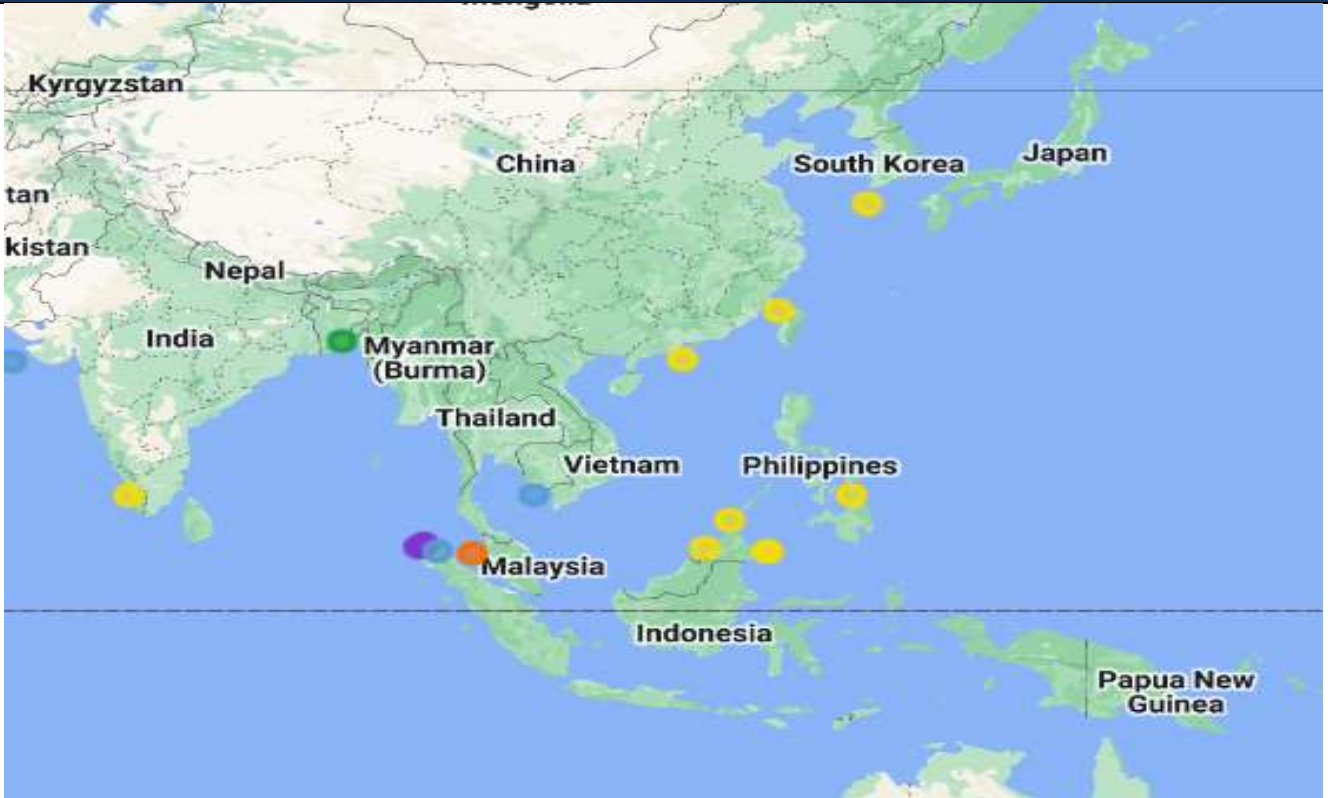 Kyrgyzstan
China
South Korea
Japan
tan
kistan
Nepal
India
Myanmar
(Burma)
Thailand
Vietnam
Philippines
Malaysia
Indonesia
Papua New
Guinea